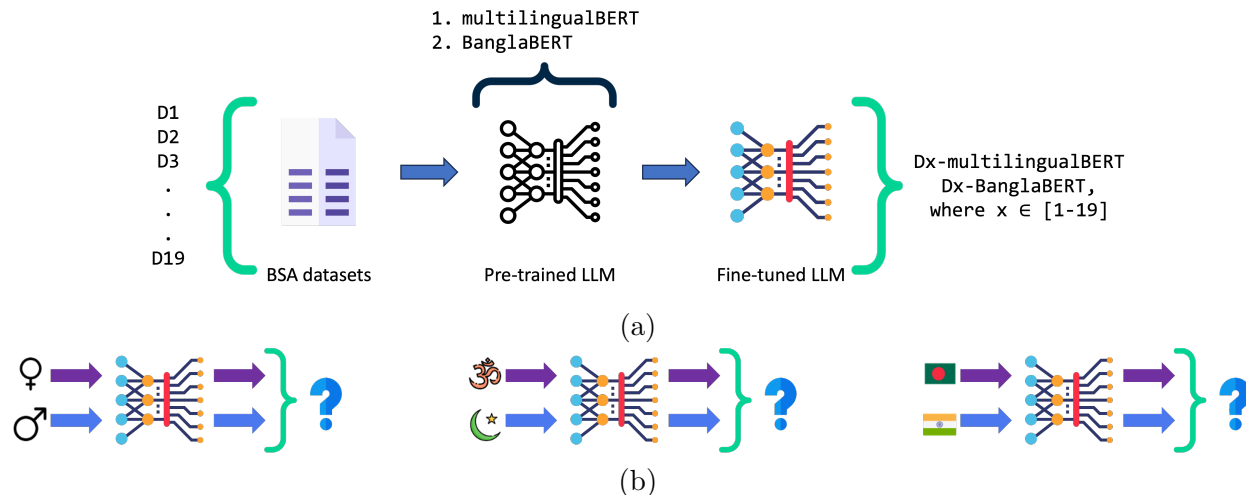 1. multilingualBERT
2. BanglaBERT
D1
D2
D3
.
.
.
D19
BSA datasets
Pre-trained LLM
Fine-tuned LLM
Dx-multilingualBERT
Dx-BanglaBERT,
where x ∈ [1-19]
(a)
ॐ
?
?
?
(b)